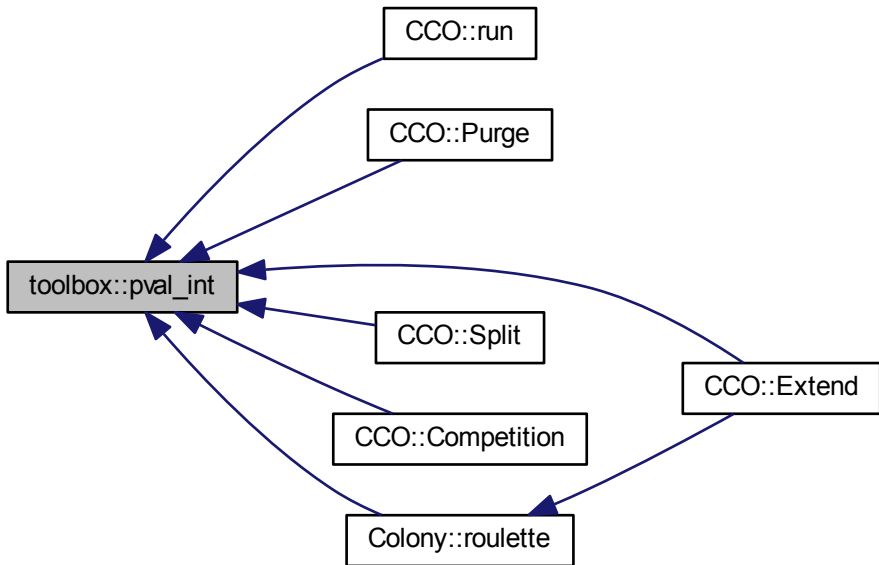 CCO::run
CCO::Purge
toolbox::pval_int
CCO::Split
CCO::Extend
CCO::Competition
Colony::roulette